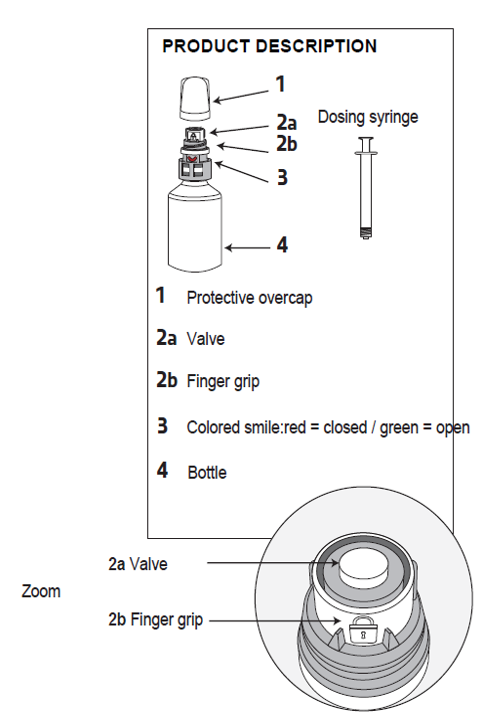 PRODUCT DESCRIPTION
1
2a
2b
3
4
Dosing syringe
1 Protective overcap
2a Valve
2b Finger grip
3 Colored smile:red = closed / green = open
4 Bottle
2a Valve
Zoom
2b Finger grip